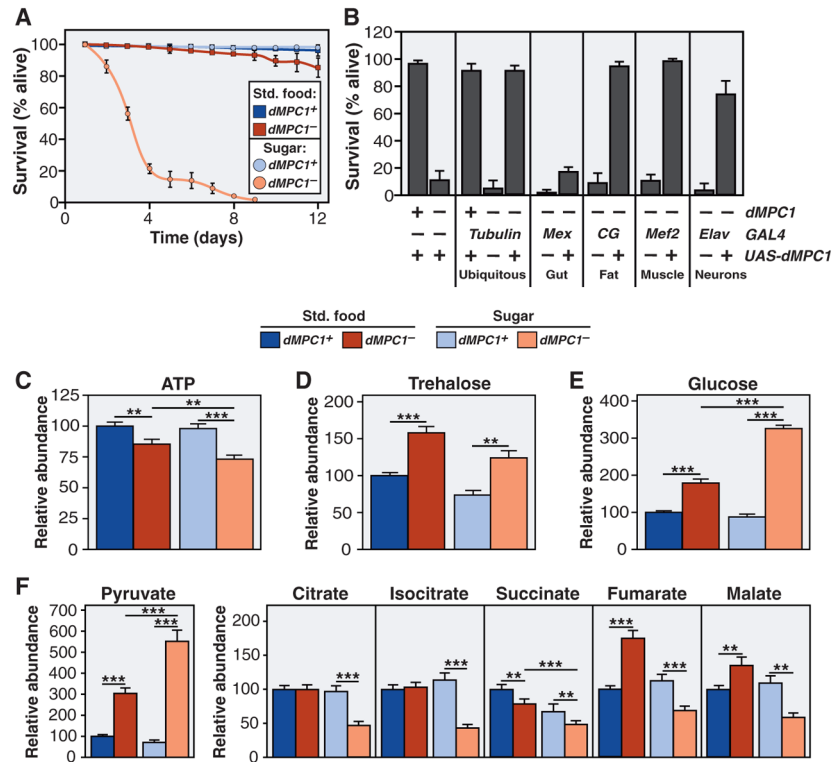 A
Survival (% alive)
100
80
60
40
20
0
0 4 8 12
Time (days)
Std. food:
dMPC1+
dMPC1–
Sugar:
dMPC1+
dMPC1–
B
Survival (% alive)
120
100
80
60
40
20
0
+ – + – – – – – – – – – dMPC1
– – Tubulin Mex CG Mef2 Elav GAL4
+ + + – + – + – + – + – + UAS-dMPC1
Ubiquitous Gut Fat Muscle Neurons
Std. food Sugar
dMPC1+ dMPC1– dMPC1+ dMPC1–
C
ATP
Relative abundance
125
100
75
50
25
0
** ** ***
D
Trehalose
Relative abundance
200
150
100
50
0
*** **
E
Glucose
Relative abundance
400
300
200
100
0
*** *** ***
F
Pyruvate
Relative abundance
700
600
500
400
300
200
100
0
*** *** ***
Citrate Isocitrate Succinate Fumarate Malate
Relative abundance
200
150
100
50
0
*** *** ** *** ** *** *** ** **